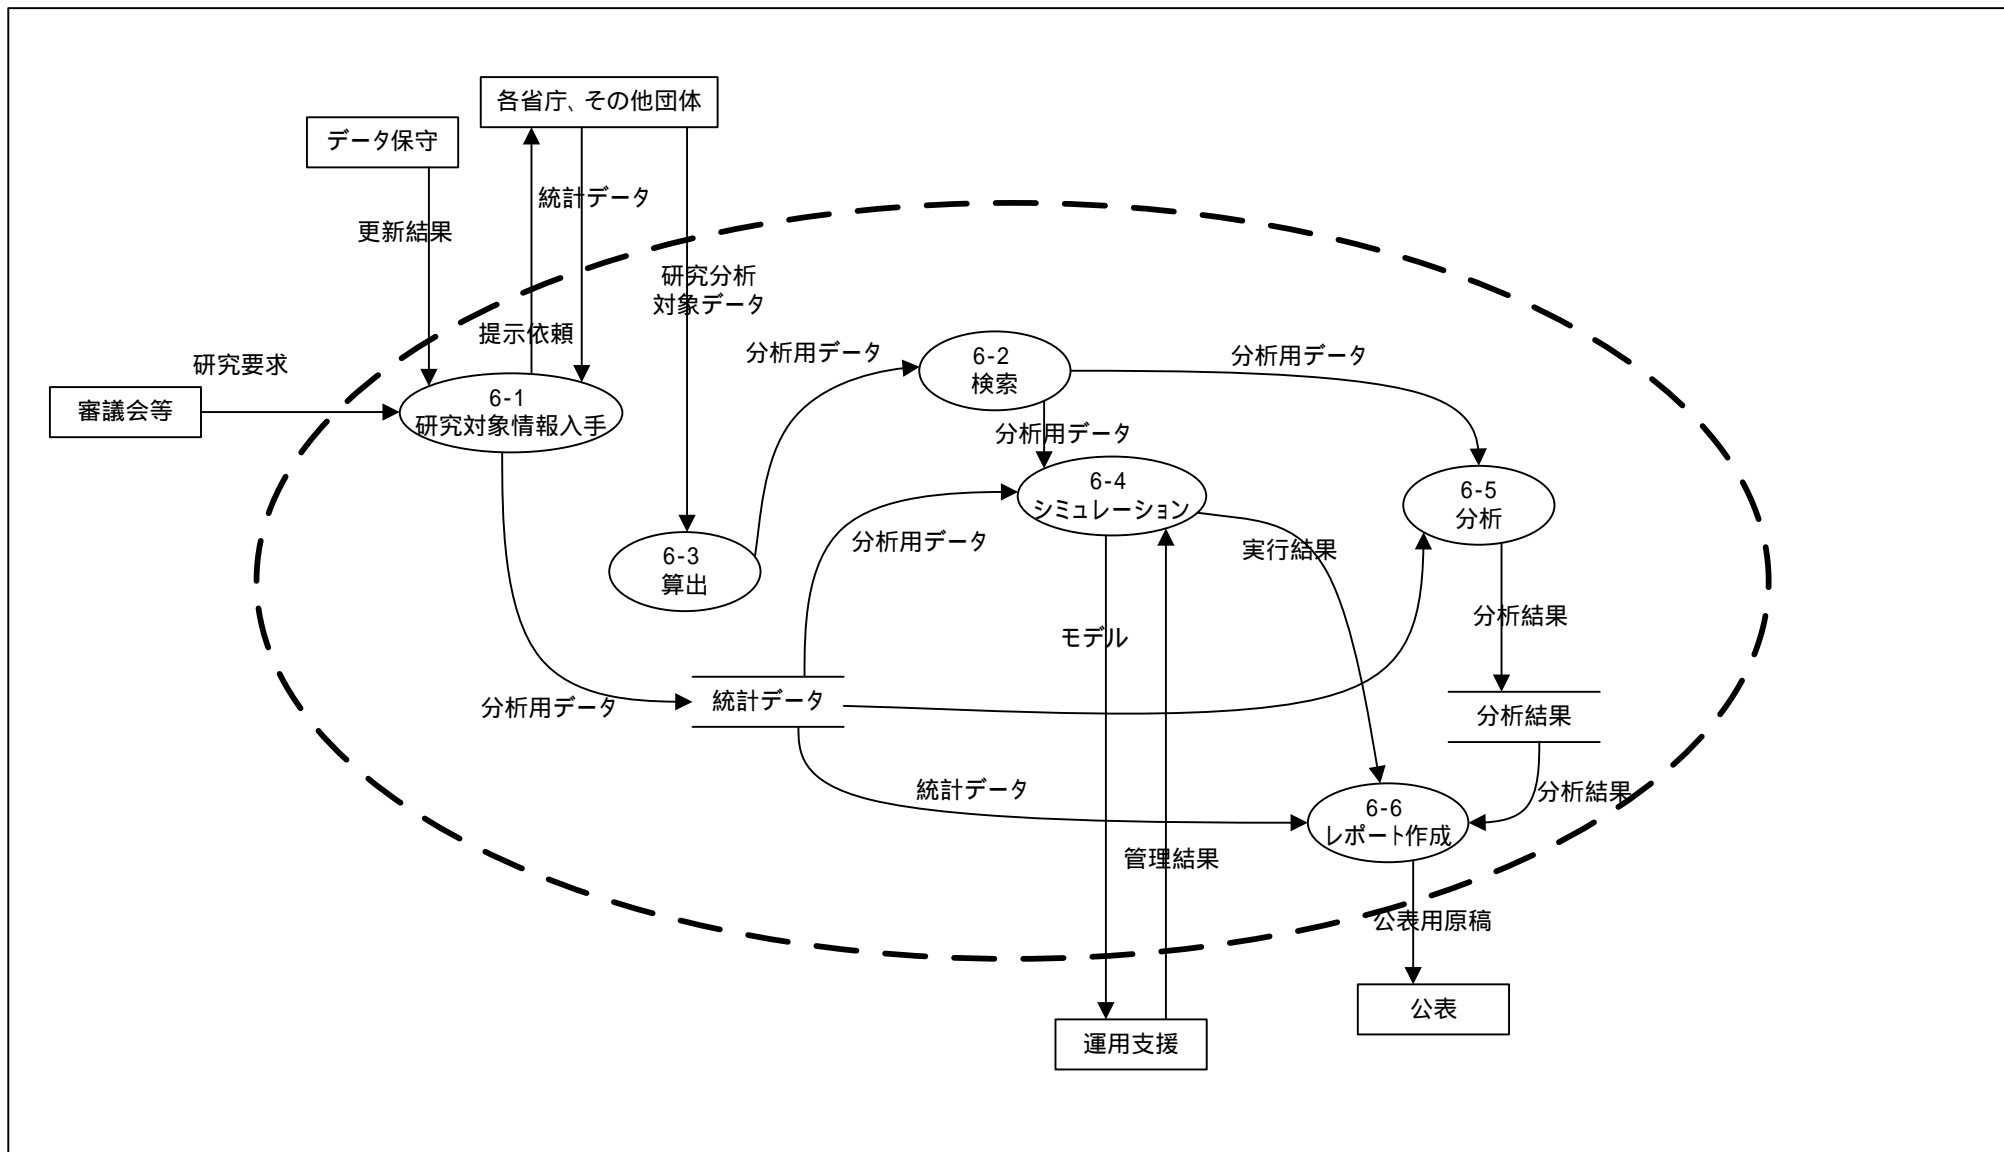 各省庁、その他団体
データ保守
統計データ
更新結果
研究分析
対象データ
提示依頼
研究要求
審議会等
6-1
研究対象情報入手
分析用データ
6-2
検索
分析用データ
分析用データ
6-4
シミュレーション
6-5
分析
分析用データ
実行結果
6-3
算出
分析結果
モデル
分析用データ
統計データ
分析結果
統計データ
分析結果
6-6
レポート作成
管理結果
公表用原稿
公表
運用支援